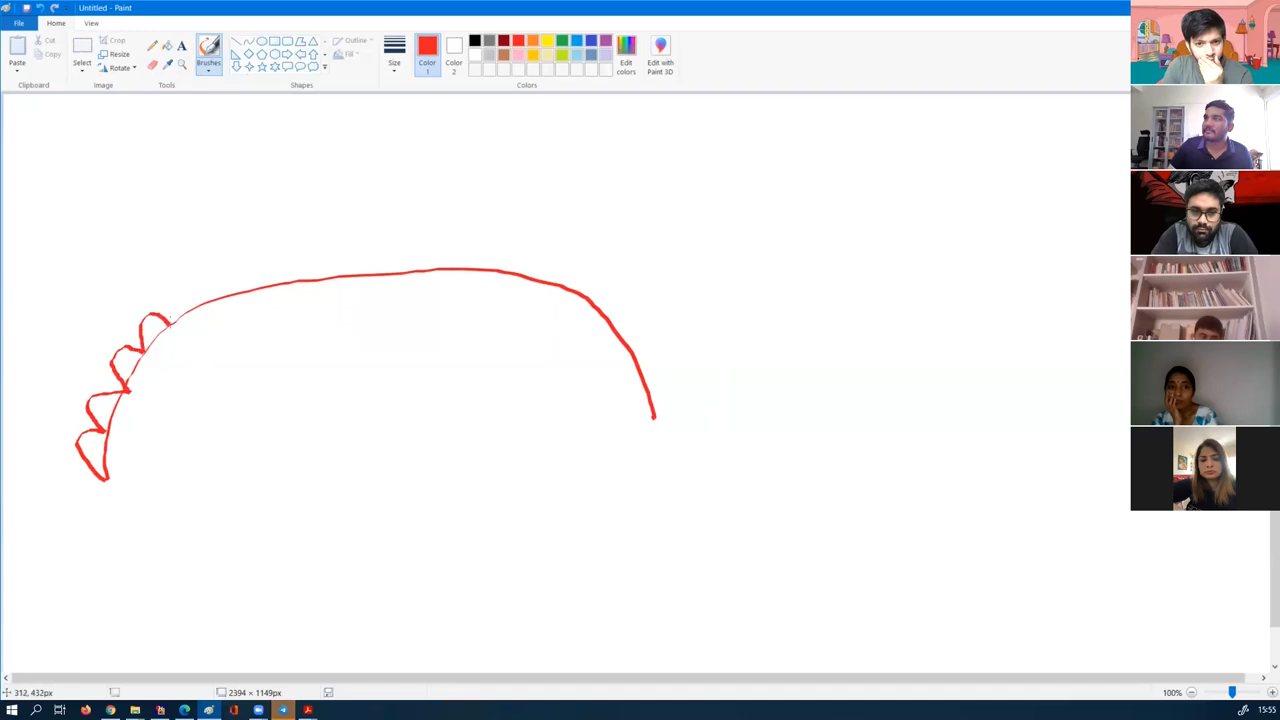 Untitled - Paint
File Home View
Paste
Cut
Copy
Clipboard
Select
Crop
Resize
Rotate
Image
A
Tools
Brushes
Outline
Fill
Shapes
Size
Color 1
Color 2
Edit colors
Colors
Edit with Paint 3D
312, 432px
2394 × 1149px
100%
15:55